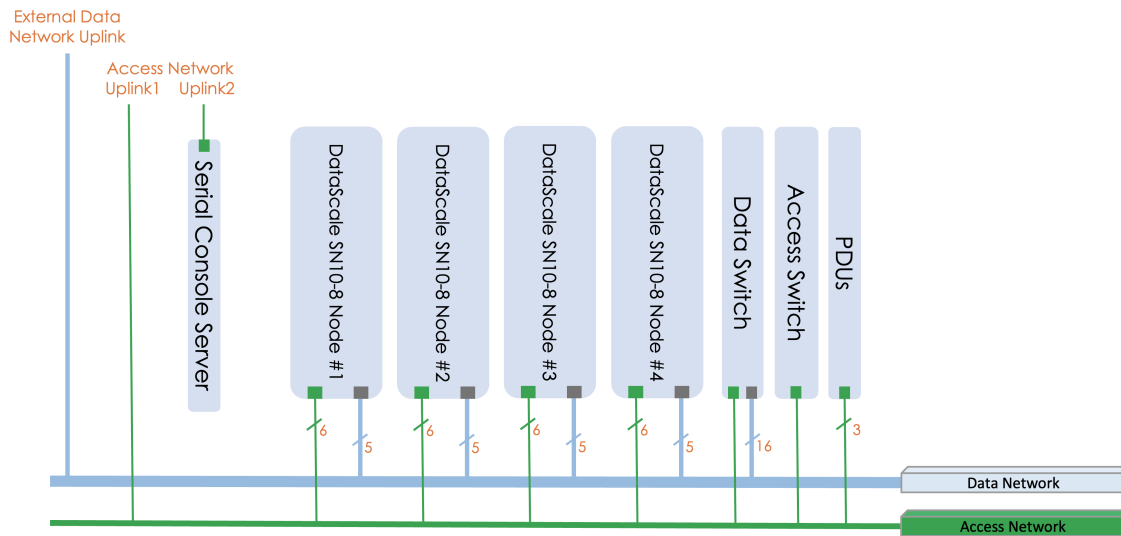 External Data
Network Uplink
Access Network
Uplink1 Uplink2
Serial Console Server
DataScale SN10-8 Node #1
DataScale SN10-8 Node #2
DataScale SN10-8 Node #3
DataScale SN10-8 Node #4
Data Switch
Access Switch
PDUs
6
5
6
5
6
5
6
5
16
3
Data Network
Access Network